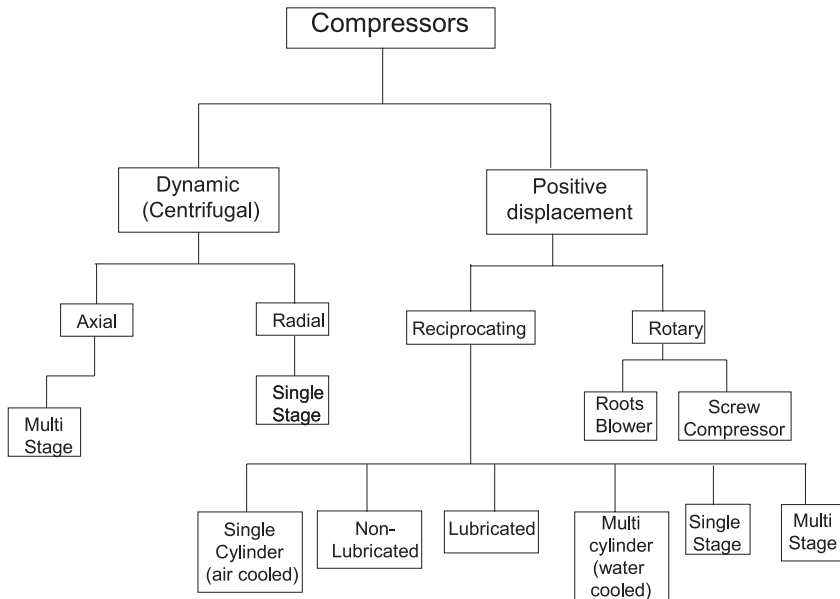 Compressors
Dynamic
(Centrifugal)
Positive
displacement
Axial
Radial
Reciprocating
Rotary
Multi
Stage
Single
Stage
Roots
Blower
Screw
Compressor
Single
Cylinder
(air cooled)
Non-
Lubricated
Lubricated
Multi
cylinder
(water
cooled)
Single
Stage
Multi
Stage